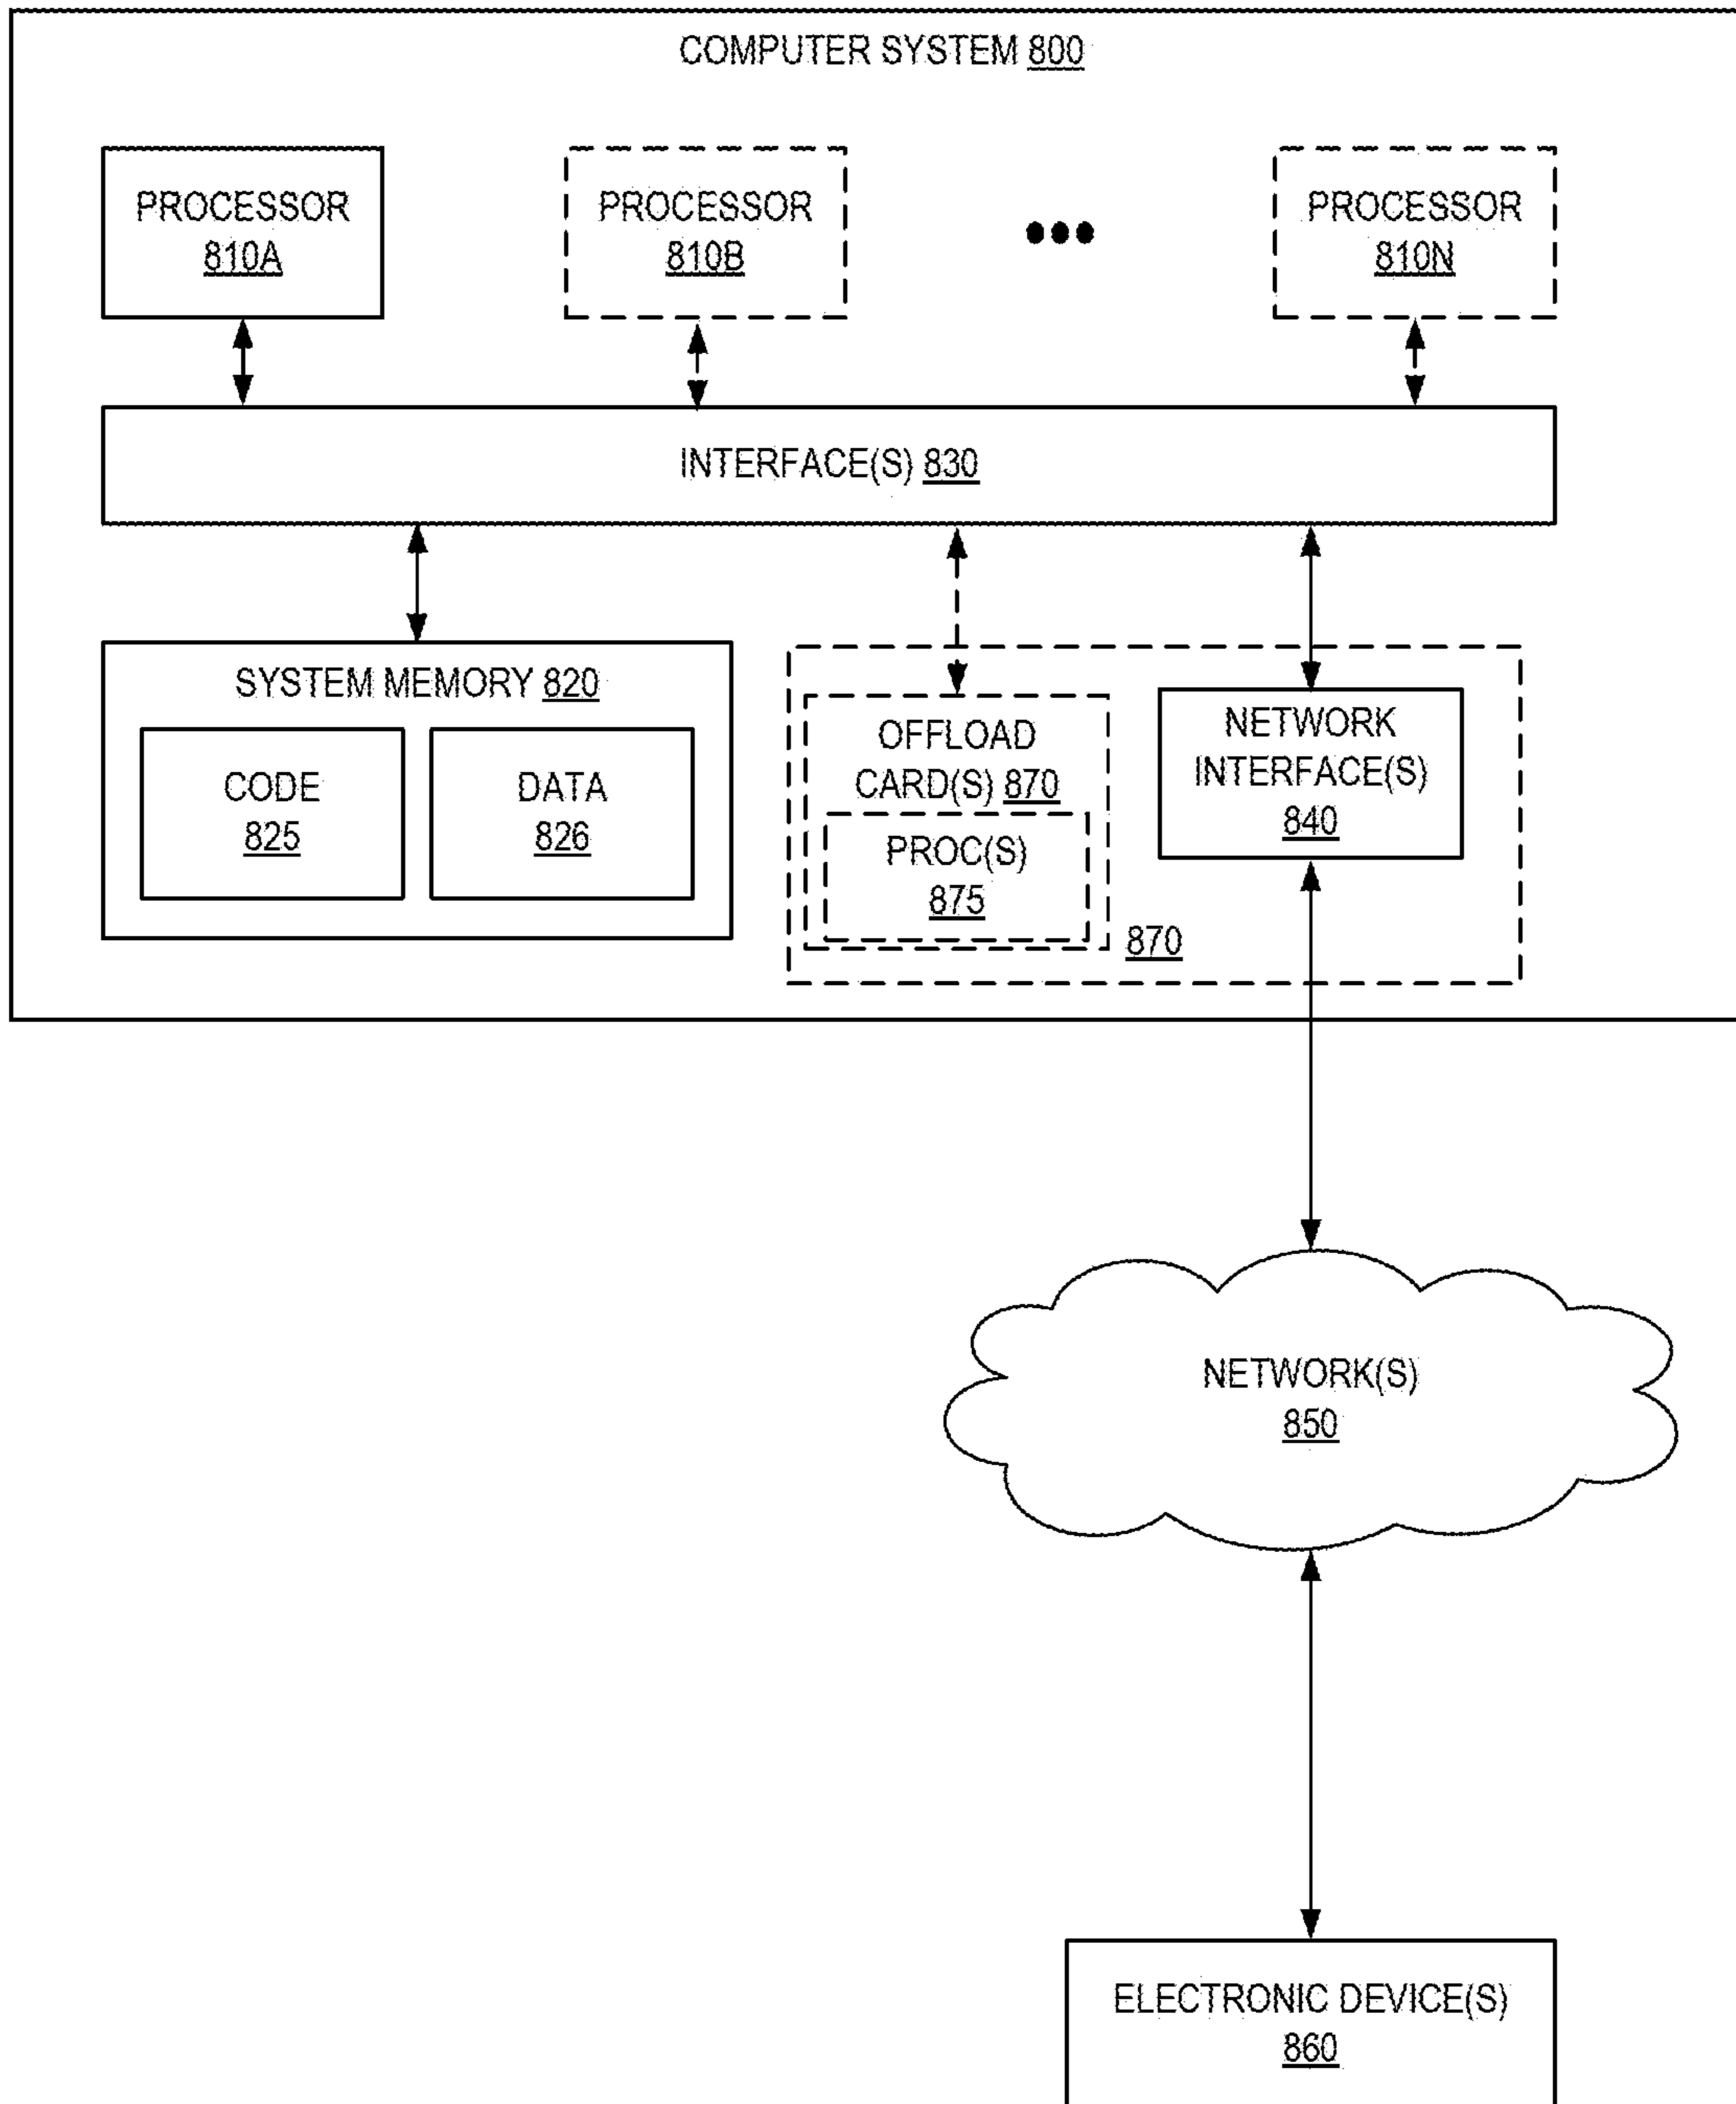 COMPUTER SYSTEM 800
PROCESSOR
810A
PROCESSOR
810B
PROCESSOR
810N
INTERFACE(S) 830
SYSTEM MEMORY 820
CODE
825
DATA
826
OFFLOAD
CARD(S) 870
PROC(S)
875
870
NETWORK
INTERFACE(S)
840
NETWORK(S)
850
ELECTRONIC DEVICE(S)
860